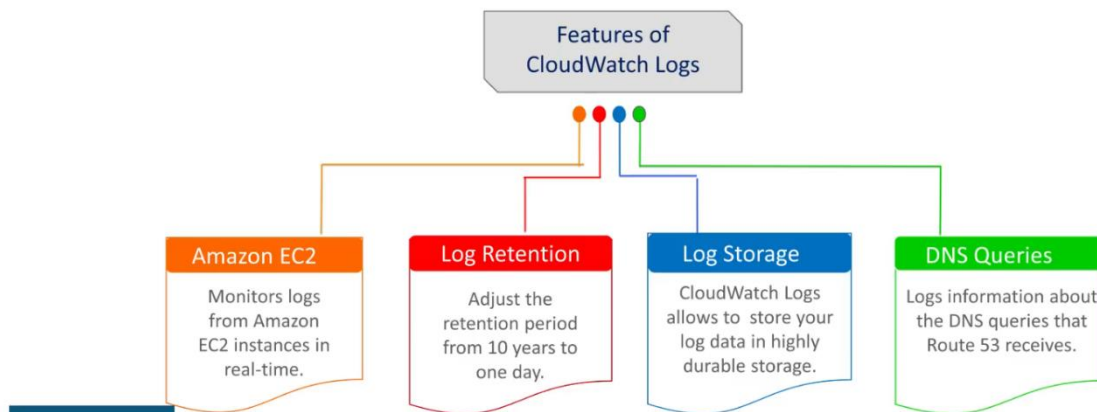 Features of
CloudWatch Logs
Amazon EC2
Monitors logs
from Amazon
EC2 instances in
real-time.
Log Retention
Adjust the
retention period
from 10 years to
one day.
Log Storage
CloudWatch Logs
allows to store your
log data in highly
durable storage.
DNS Queries
Logs information about
the DNS queries that
Route 53 receives.